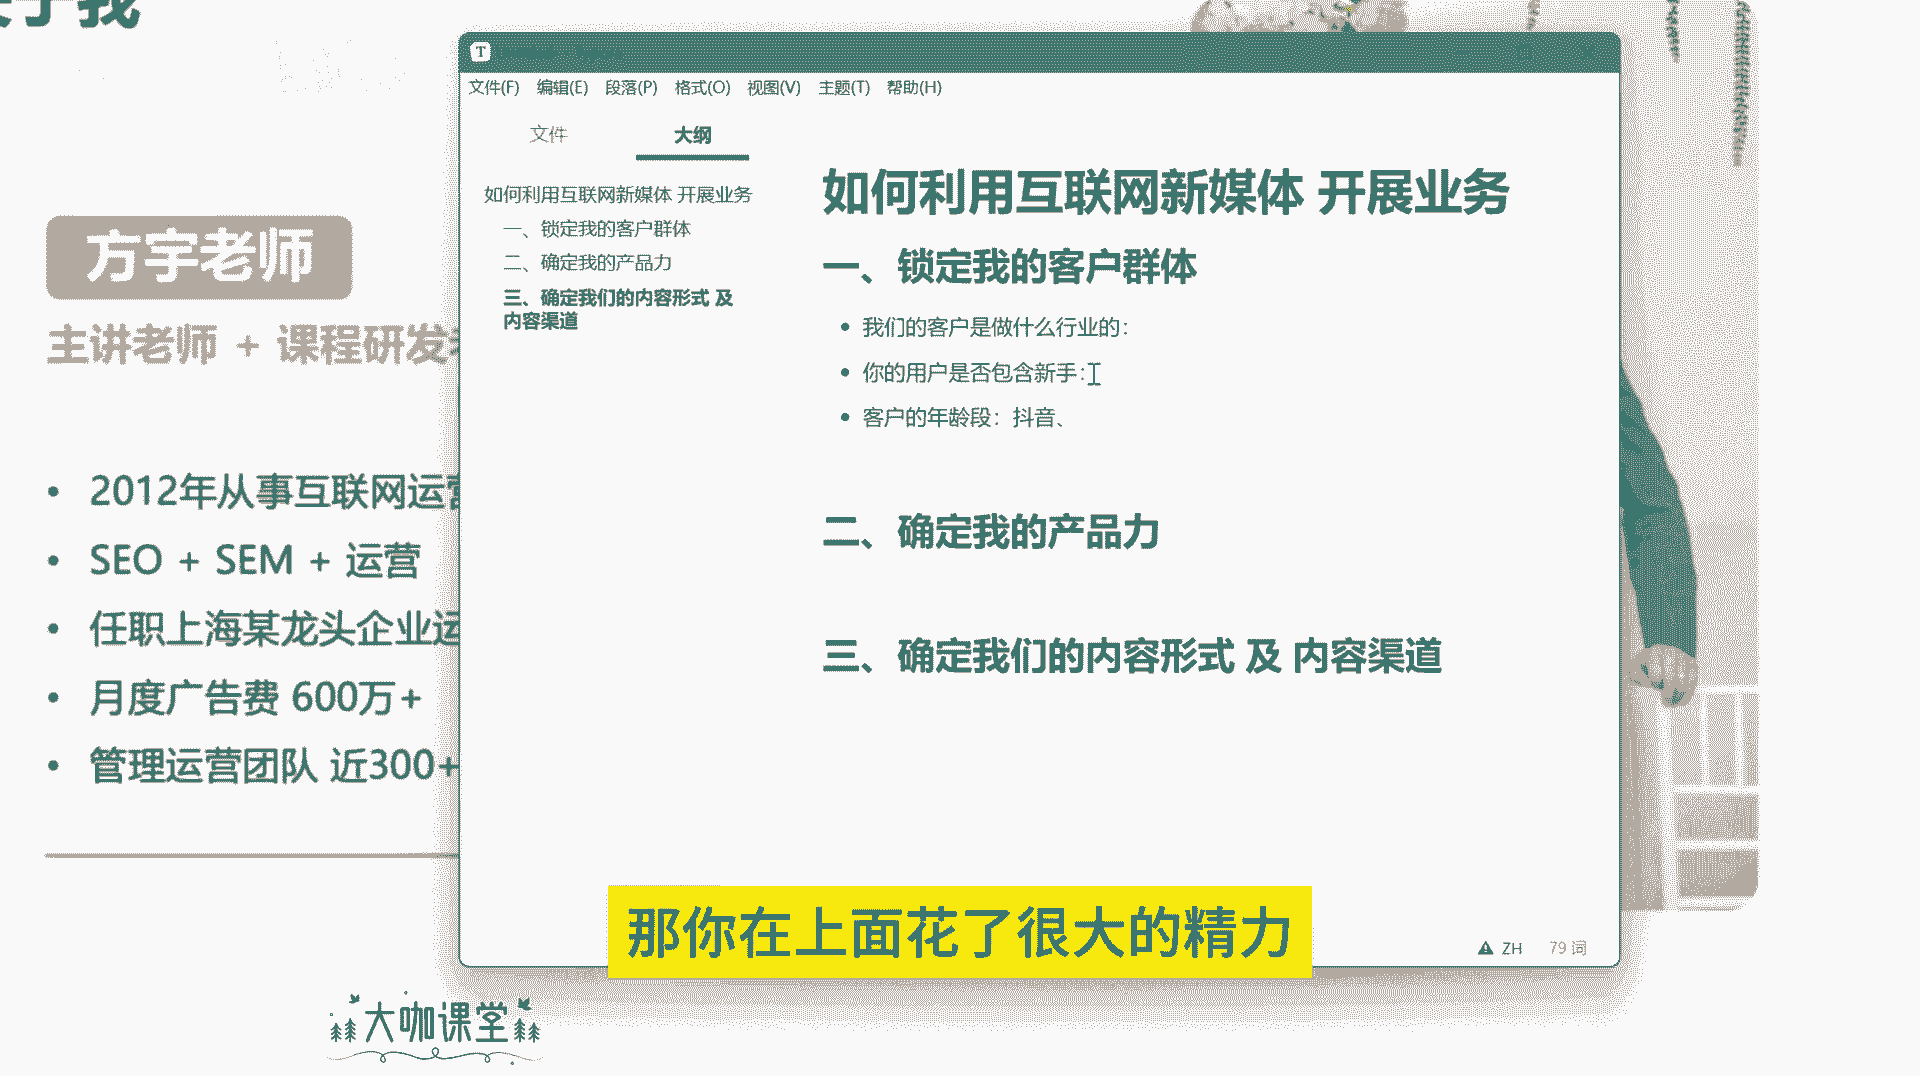 于我
方宇老师
主讲老师 + 课程研发
2012年从事互联网运营
SEO + SEM + 运营
任职上海某龙头企业运
月度广告费 600万+
管理运营团队 近300+
T
文件(F) 编辑(E) 段落(P) 格式(O) 视图(V) 主题(T) 帮助(H)
文件 大纲
如何利用互联网新媒体 开展业务
一、锁定我的客户群体
二、确定我的产品力
三、确定我们的内容形式 及
内容渠道
如何利用互联网新媒体 开展业务
一、锁定我的客户群体
我们的客户是做什么行业的：
你的用户是否包含新手：
客户的年龄段：抖音、
二、确定我的产品力
三、确定我们的内容形式 及 内容渠道
ZH 79 词
那你在上面花了很大的精力
大咖课堂